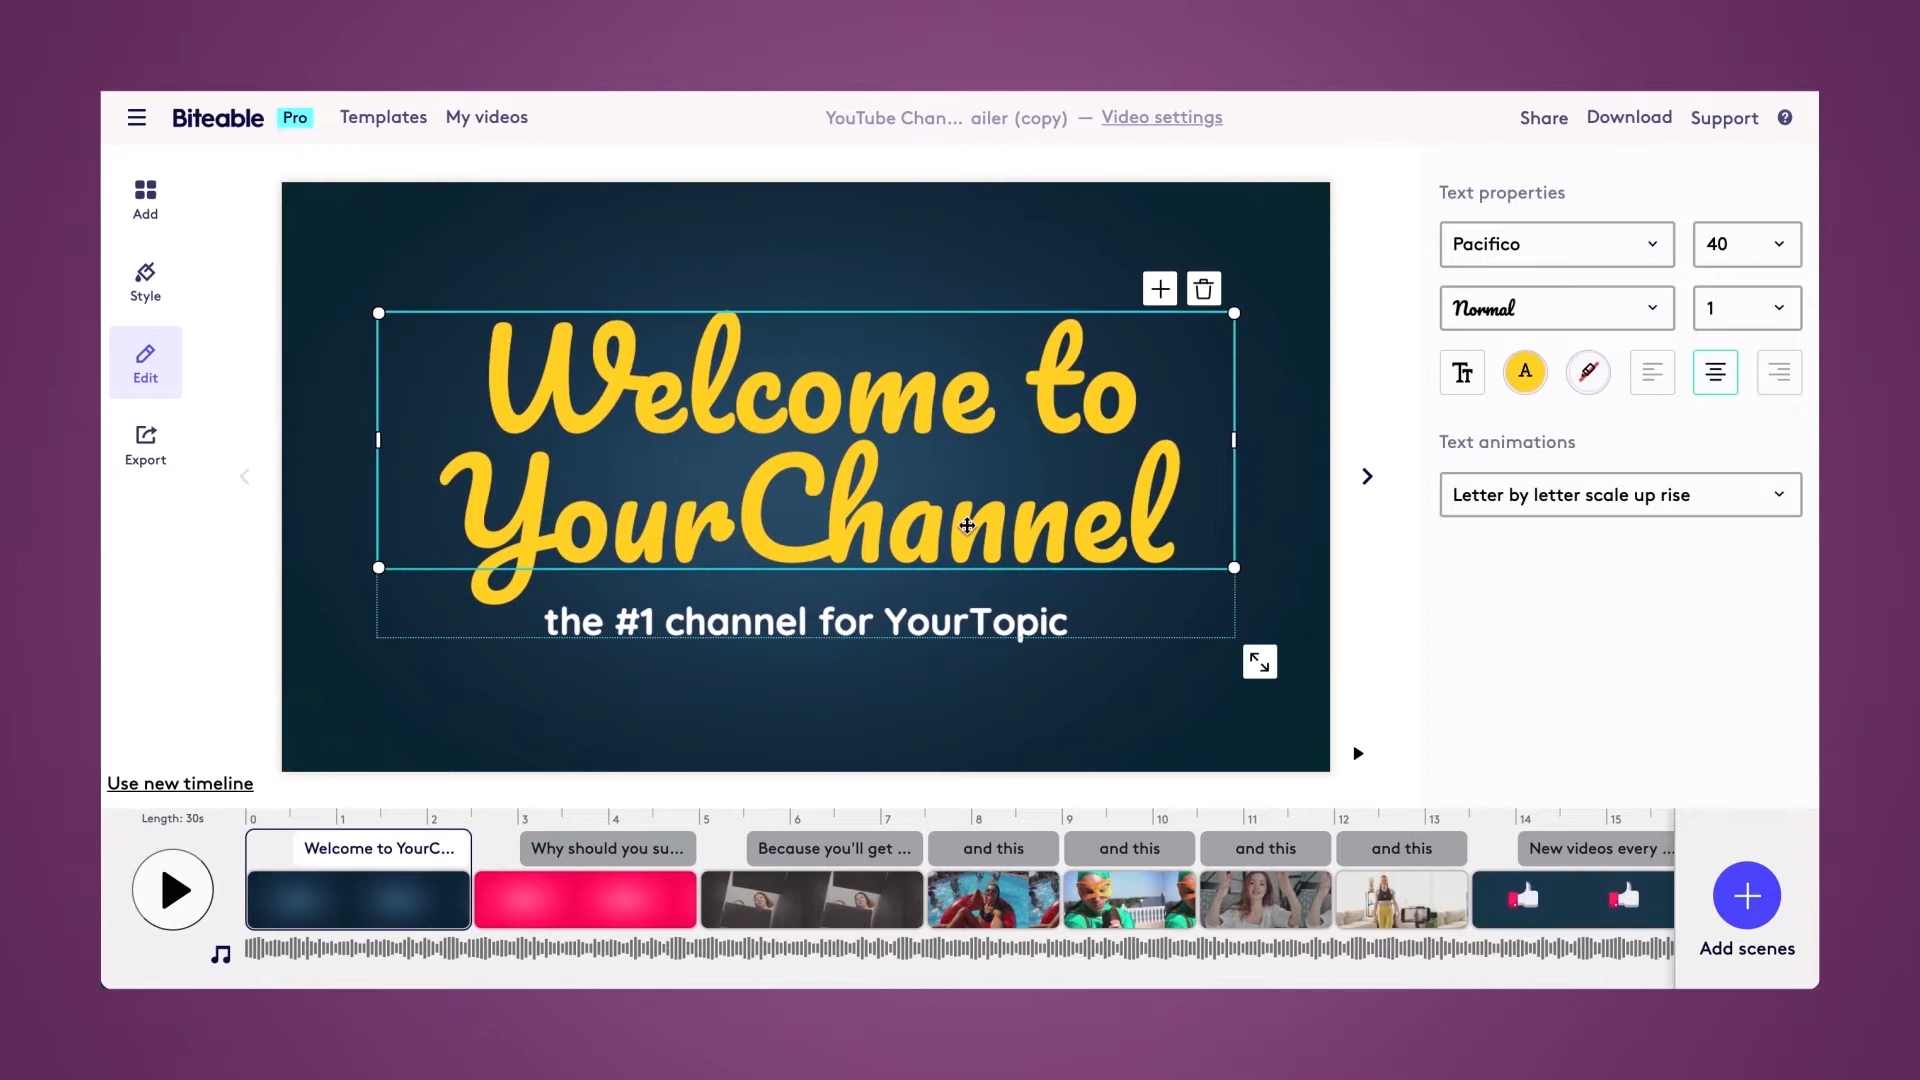 Biteable Pro Templates My videos YouTube Chan... ailer (copy) — Video settings Share Download Support ?
Add
Style
Edit
Export
Welcome to
YourChannel
the #1 channel for YourTopic
Text properties
Pacifico 40
Normal 1
Tt A
Text animations
Letter by letter scale up rise
Use new timeline
Length: 30s 0 1 2 3 4 5 6 7 8 9 10 11 12 13 14 15
Welcome to YourC... Why should you su... Because you'll get ... and this and this and this and this New videos every ...
Add scenes